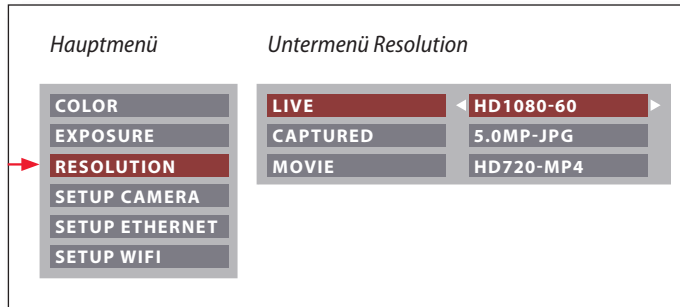 Hauptmenü
COLOR
EXPOSURE
RESOLUTION
SETUP CAMERA
SETUP ETHERNET
SETUP WIFI
Untermenü Resolution
LIVE HD1080-60
CAPTURED 5.0MP-JPG
MOVIE HD720-MP4